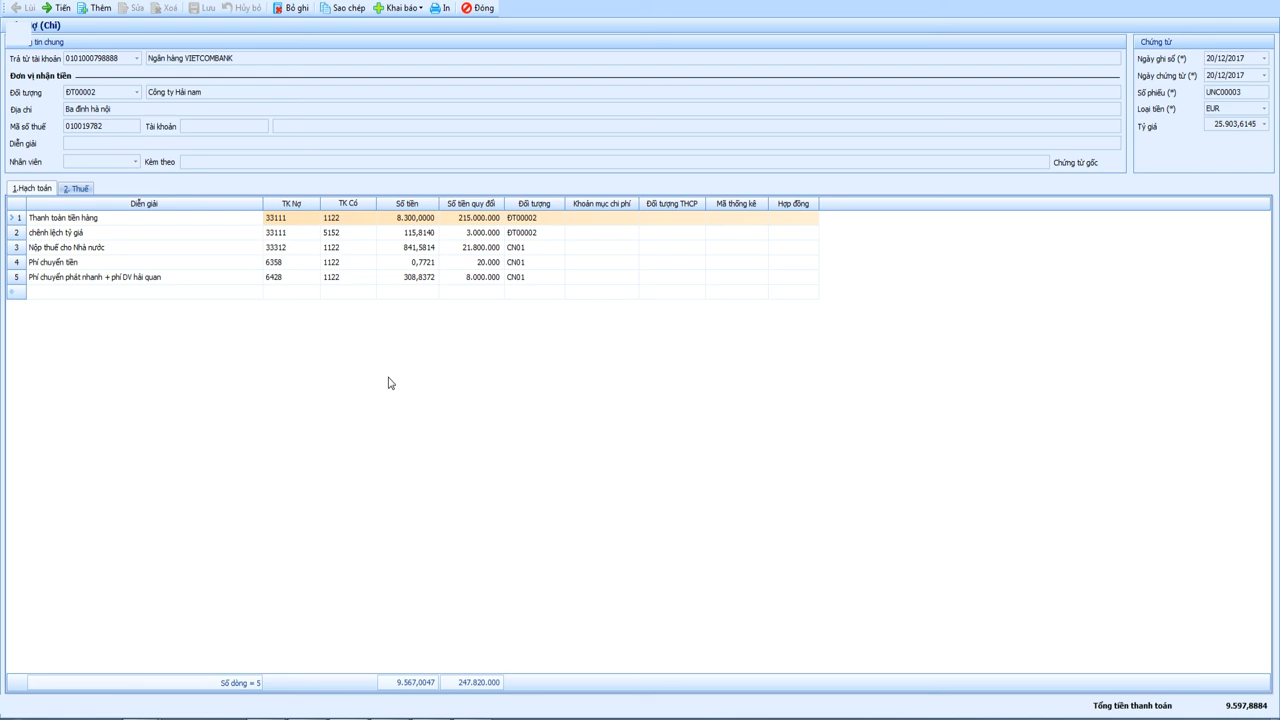 Lùi Tiến Thêm Sửa Xoá Lưu Hủy bỏ Bỏ ghi Sao chép Khai báo In Đóng
ợ (Chi)
tin chung
Trả từ tài khoản 0101000798888 Ngân hàng VIETCOMBANK
Đơn vị nhận tiền
Đối tượng ĐT00002 Công ty Hải nam
Địa chỉ Ba đình hà nội
Mã số thuế 010019782 Tài khoản
Diễn giải
Nhân viên Kèm theo Chứng từ gốc
Chứng từ
Ngày ghi sổ (*) 20/12/2017
Ngày chứng từ (*) 20/12/2017
Số phiếu (*) UNC00003
Loại tiền (*) EUR
Tỷ giá 25.903,6145
1.Hạch toán 2. Thuế
Diễn giải TK Nợ TK Có Số tiền Số tiền quy đổi Đối tượng Khoản mục chi phí Đối tượng THCP Mã thống kê Hợp đồng
1 Thanh toán tiền hàng 33111 1122 8.300,0000 215.000.000 ĐT00002
2 chênh lệch tỷ giá 33111 5152 115,8140 3.000.000 ĐT00002
3 Nộp thuế cho Nhà nước 33312 1122 841,5814 21.800.000 CN01
4 Phí chuyển tiền 6358 1122 0,7721 20.000 CN01
5 Phí chuyển phát nhanh + phí DV hải quan 6428 1122 308,8372 8.000.000 CN01
Số dòng = 5 9.567,0047 247.820.000
Tổng tiền thanh toán 9.597,8884